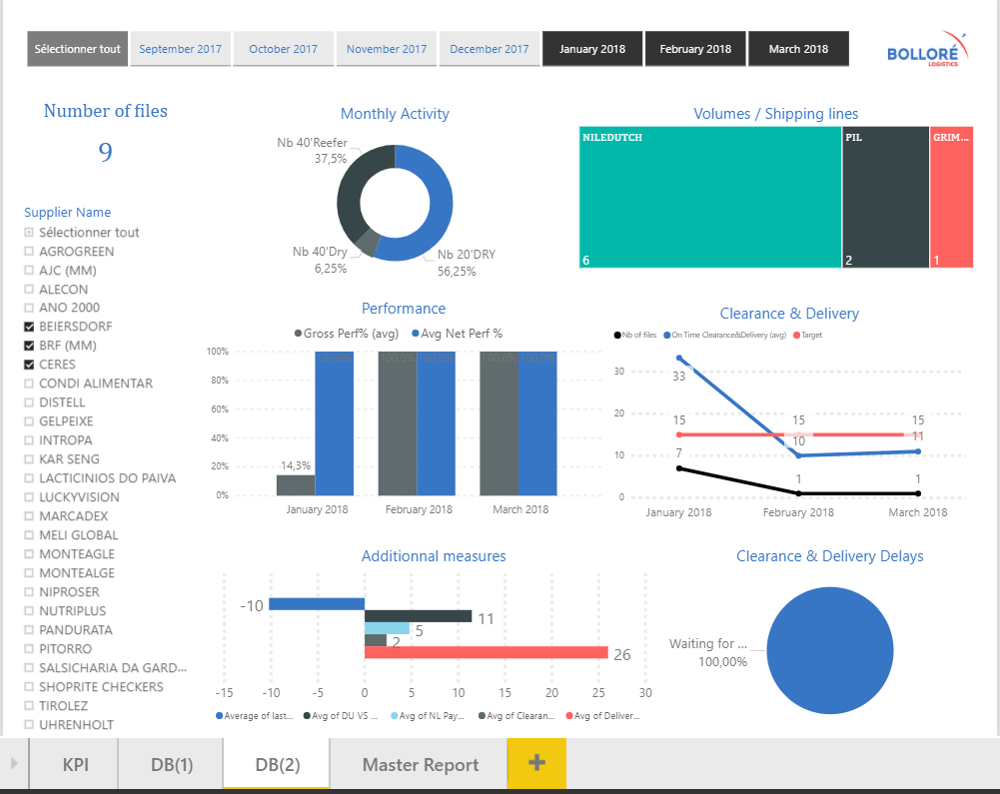 Sélectionner tout
September 2017
October 2017
November 2017
December 2017
January 2018
February 2018
March 2018
BOLLORÉ
LOGISTICS
Number of files
9
Supplier Name
Sélectionner tout
AGROGREEN
AJC (MM)
ALECON
ANO 2000
BEIERSDORF
BRF (MM)
CERES
CONDI ALIMENTAR
DISTELL
GELPEIXE
INTROPA
KAR SENG
LACTICINIOS DO PAIVA
LUCKYVISION
MARCADEX
MELI GLOBAL
MONTEAGLE
MONTEALGE
NIPROSER
NUTRIPLUS
PANDURATA
PITORRO
SALSICHARIA DA GARD...
SHOPRITE CHECKERS
TIROLEZ
UHRENHOLT
Monthly Activity
Nb 40'Reefer
37,5%
Nb 40'Dry
6,25%
Nb 20'DRY
56,25%
Volumes / Shipping lines
NILEDUTCH
6
PIL
2
GRIM...
1
Performance
Gross Perf% (avg)
Avg Net Perf %
100%
80%
60%
40%
20%
0%
14,3%
100,0%
100,0%
100,0%
100,0%
100,0%
January 2018
February 2018
March 2018
Clearance & Delivery
Nb of files
On Time Clearance&Delivery (avg)
Target
30
20
10
0
33
15
7
15
10
1
15
11
1
January 2018
February 2018
March 2018
Additionnal measures
-10
11
5
2
26
-15
-10
-5
0
5
10
15
20
25
30
Average of last...
Avg of DU VS ...
Avg of NL Pay...
Avg of Clearan...
Avg of Deliver...
Clearance & Delivery Delays
Waiting for ...
100,00%
KPI
DB(1)
DB(2)
Master Report
+